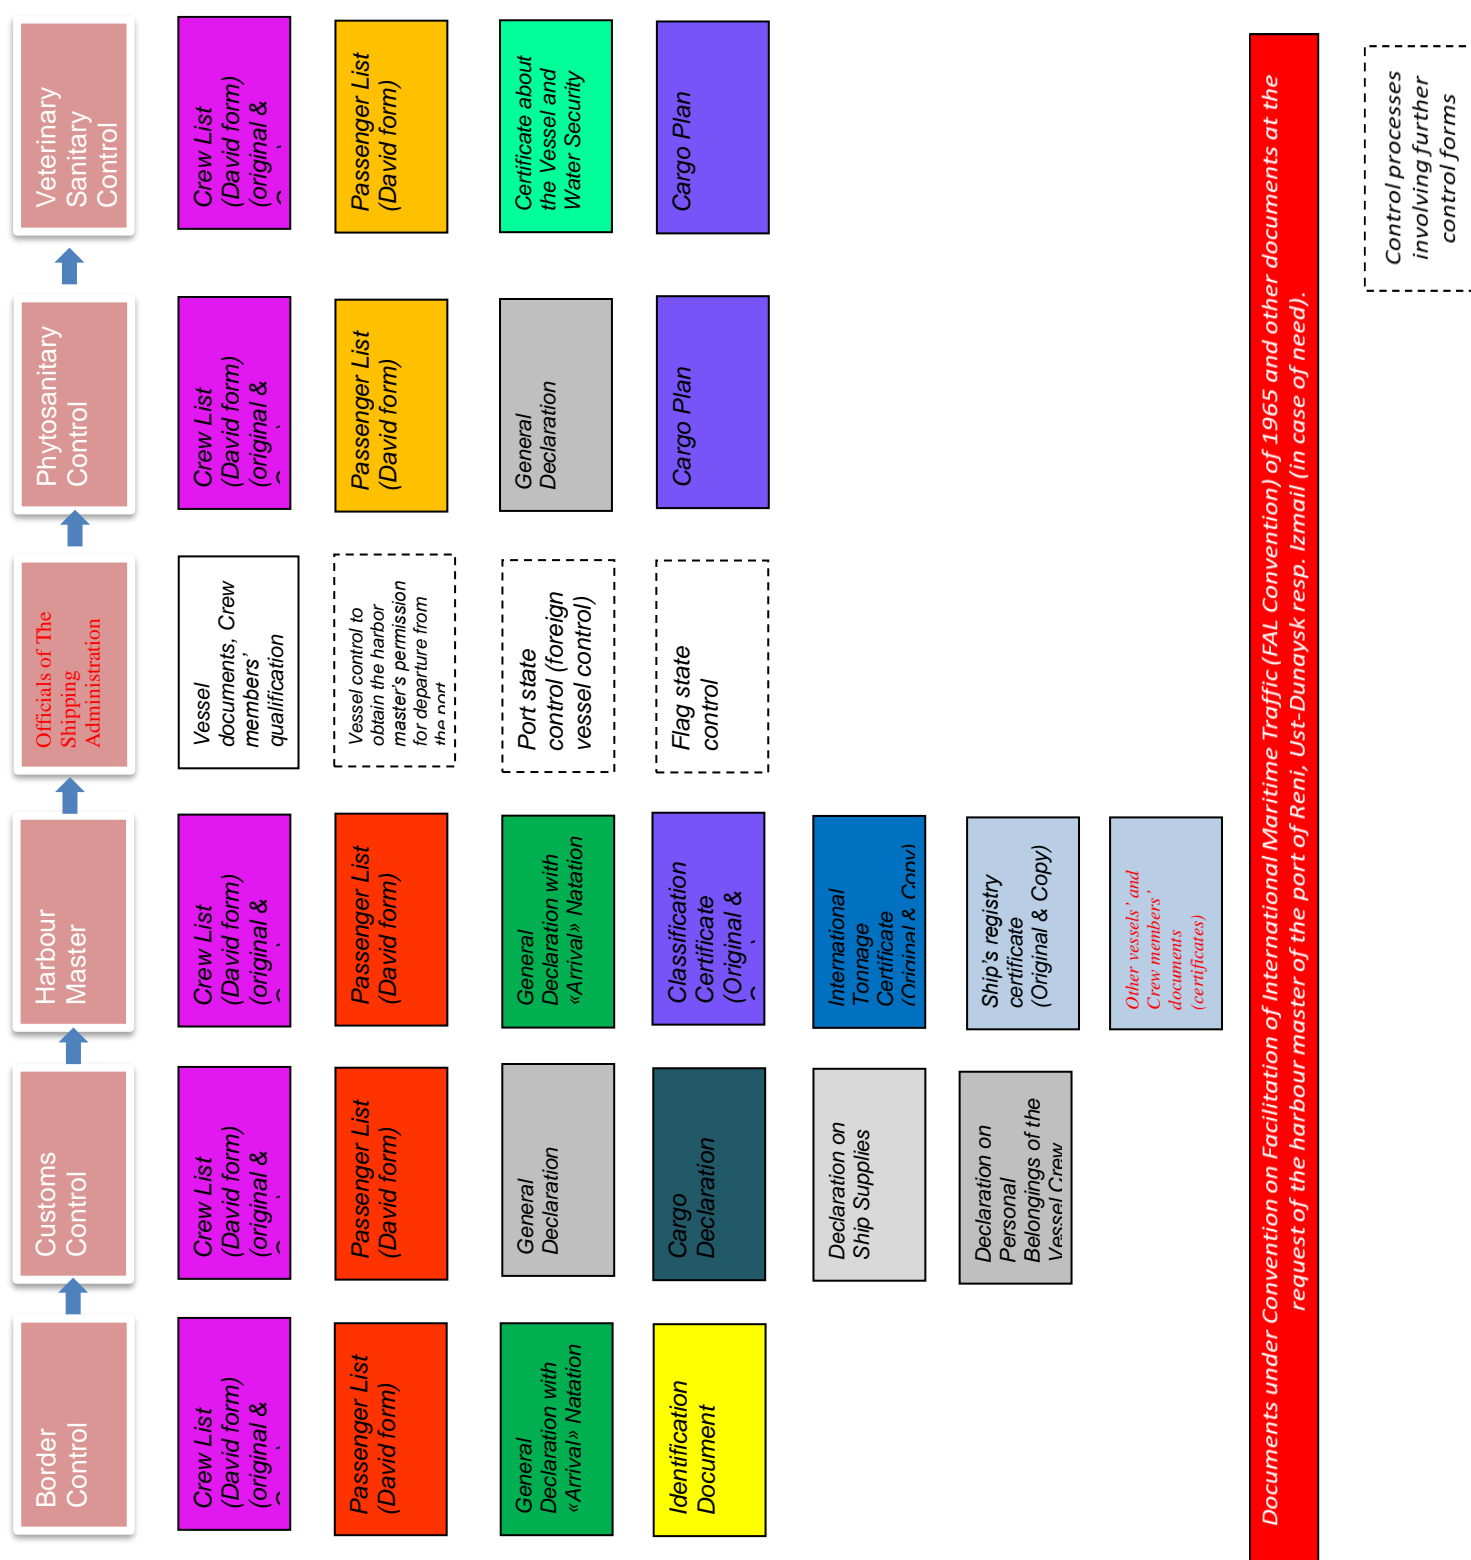 Border
Control
Customs
Control
Harbour
Master
Officials of The
Shipping
Administration
Phytosanitary
Control
Veterinary
Sanitary
Control
Crew List
(David form)
(original &
Crew List
(David form)
(original &
Crew List
(David form)
(original &
Vessel
documents, Crew
members'
qualification
Crew List
(David form)
(original &
Crew List
(David form)
(original &
Passenger List
(David form)
Passenger List
(David form)
Passenger List
(David form)
Vessel control to
obtain the harbor
master's permission
for departure from
the port
Passenger List
(David form)
Passenger List
(David form)
General
Declaration with
«Arrival» Natation
General
Declaration
General
Declaration with
«Arrival» Natation
Port state
control (foreign
vessel control)
General
Declaration
Certificate about
the Vessel and
Water Security
Identification
Document
Cargo
Declaration
Classification
Certificate
(Original &
Flag state
control
Cargo Plan
Cargo Plan
Declaration on
Ship Supplies
International
Tonnage
Certificate
(Original & Copy)
Declaration on
Personal
Belongings of the
Vessel Crew
Ship's registry
certificate
(Original & Copy)
Other vessels' and
Crew members'
documents
(certificates)
Documents under Convention on Facilitation of International Maritime Traffic (FAL Convention) of 1965 and other documents at the
request of the harbour master of the port of Reni, Ust-Dunaysk resp. Izmail (in case of need).
Control processes
involving further
control forms